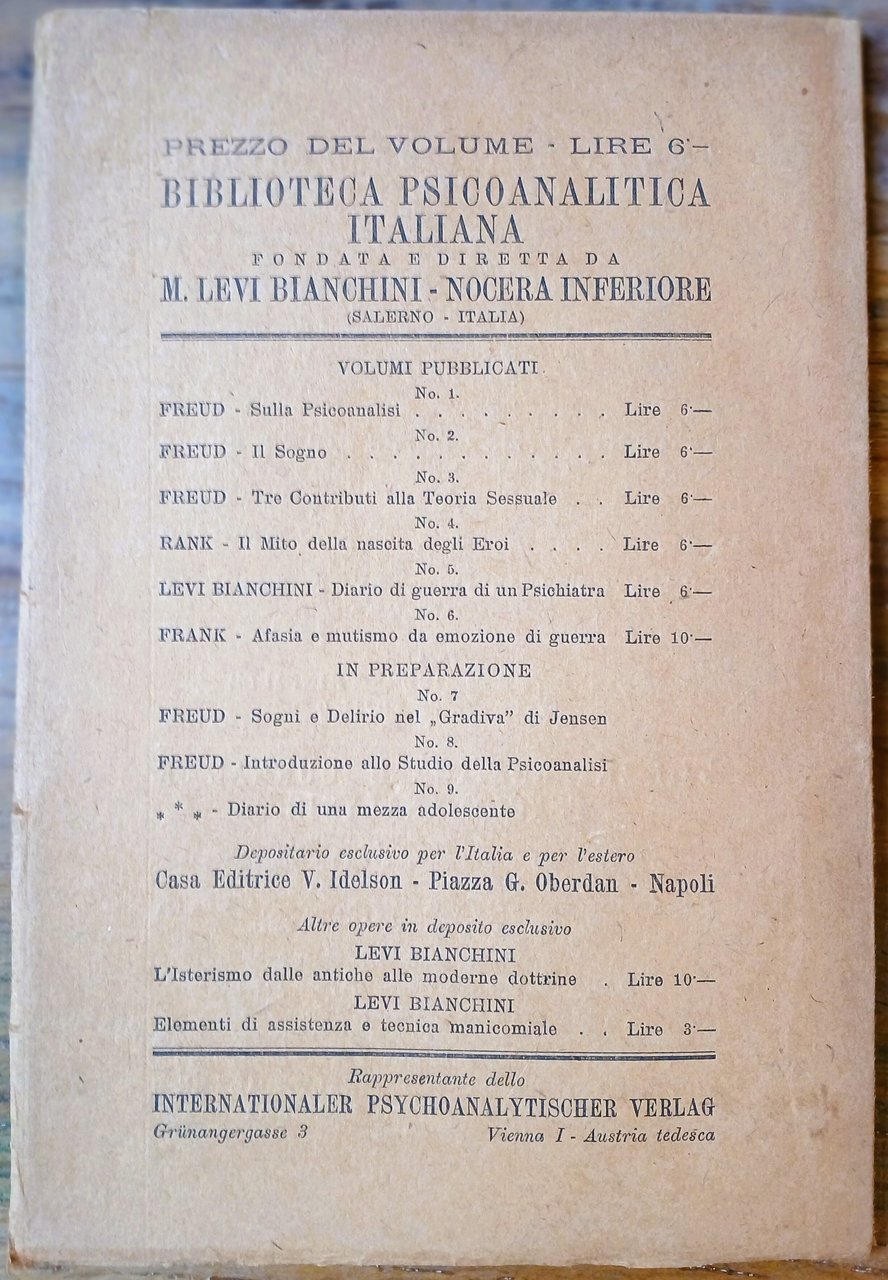 PREZZO DEL VOLUME - LIRE 6·—
BIBLIOTECA PSICOANALITICA
ITALIANA
FONDATA E DIRETTA DA
M. LEVI BIANCHINI - NOCERA INFERIORE
(SALERNO - ITALIA)
VOLUMI PUBBLICATI.
No. 1.
FREUD - Sulla Psicoanalisi . . . . . . . . . Lire 6·—
No. 2.
FREUD - Il Sogno . . . . . . . . . . . . Lire 6·—
No. 3.
FREUD - Tre Contributi alla Teoria Sessuale . . Lire 6·—
No. 4.
RANK - Il Mito della nascita degli Eroi . . . . Lire 6·—
No. 5.
LEVI BIANCHINI - Diario di guerra di un Psichiatra Lire 6·—
No. 6.
FRANK - Afasia e mutismo da emozione di guerra Lire 10·—
IN PREPARAZIONE
No. 7
FREUD - Sogni e Delirio nel „Gradiva” di Jensen
No. 8.
FREUD - Introduzione allo Studio della Psicoanalisi
No. 9.
* * * - Diario di una mezza adolescente
Depositario esclusivo per l'Italia e per l'estero
Casa Editrice V. Idelson - Piazza G. Oberdan - Napoli
Altre opere in deposito esclusivo
LEVI BIANCHINI
L'Isterismo dalle antiche alle moderne dottrine . Lire 10·—
LEVI BIANCHINI
Elementi di assistenza e tecnica manicomiale . . Lire 3·—
Rappresentante dello
INTERNATIONALER PSYCHOANALYTISCHER VERLAG
Grünangergasse 3 Vienna I - Austria tedesca